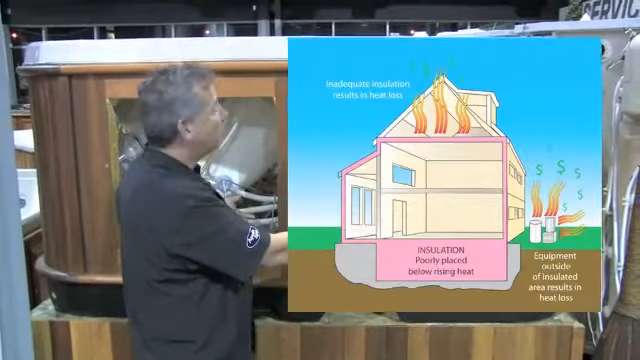 SERVICE
Inadequate insulation
results in heat loss
INSULATION
Poorly placed
below rising heat
Equipment
outside
of insulated
area results in
heat loss